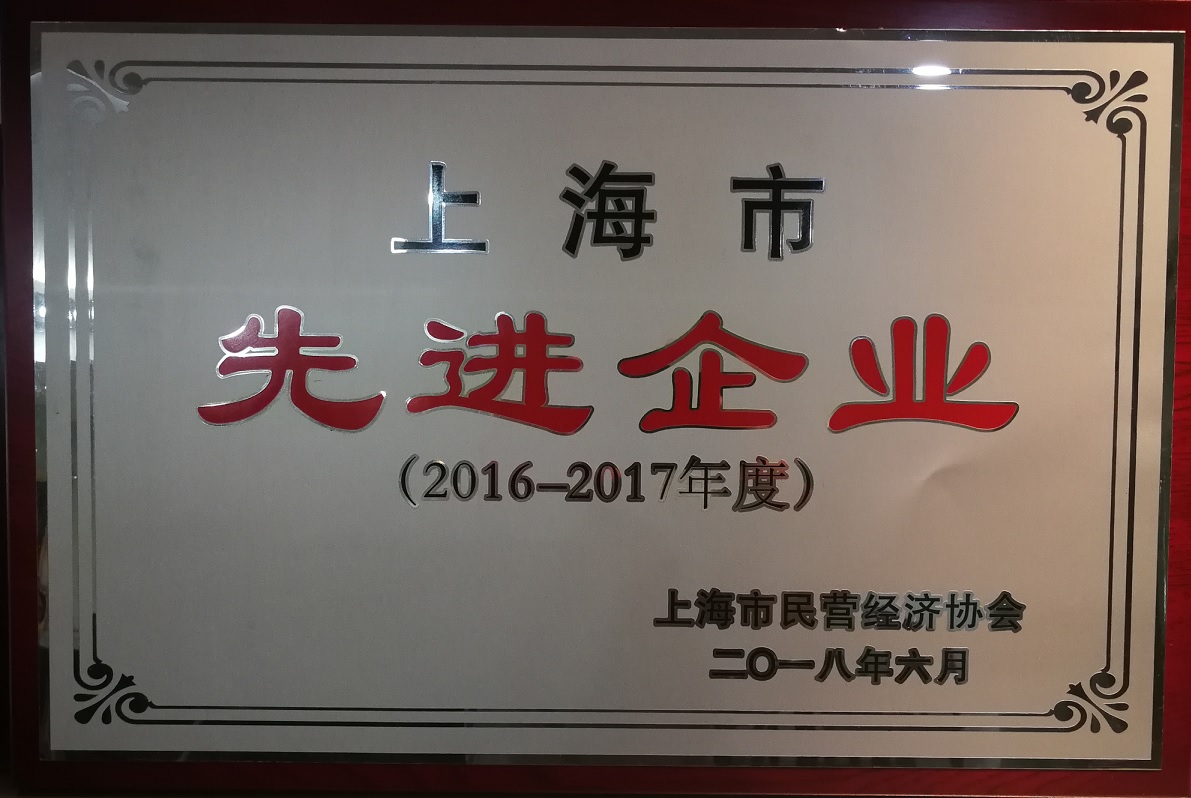 上海市
先进企业
（2016-2017年度）
上海市民营经济协会
二〇一八年六月